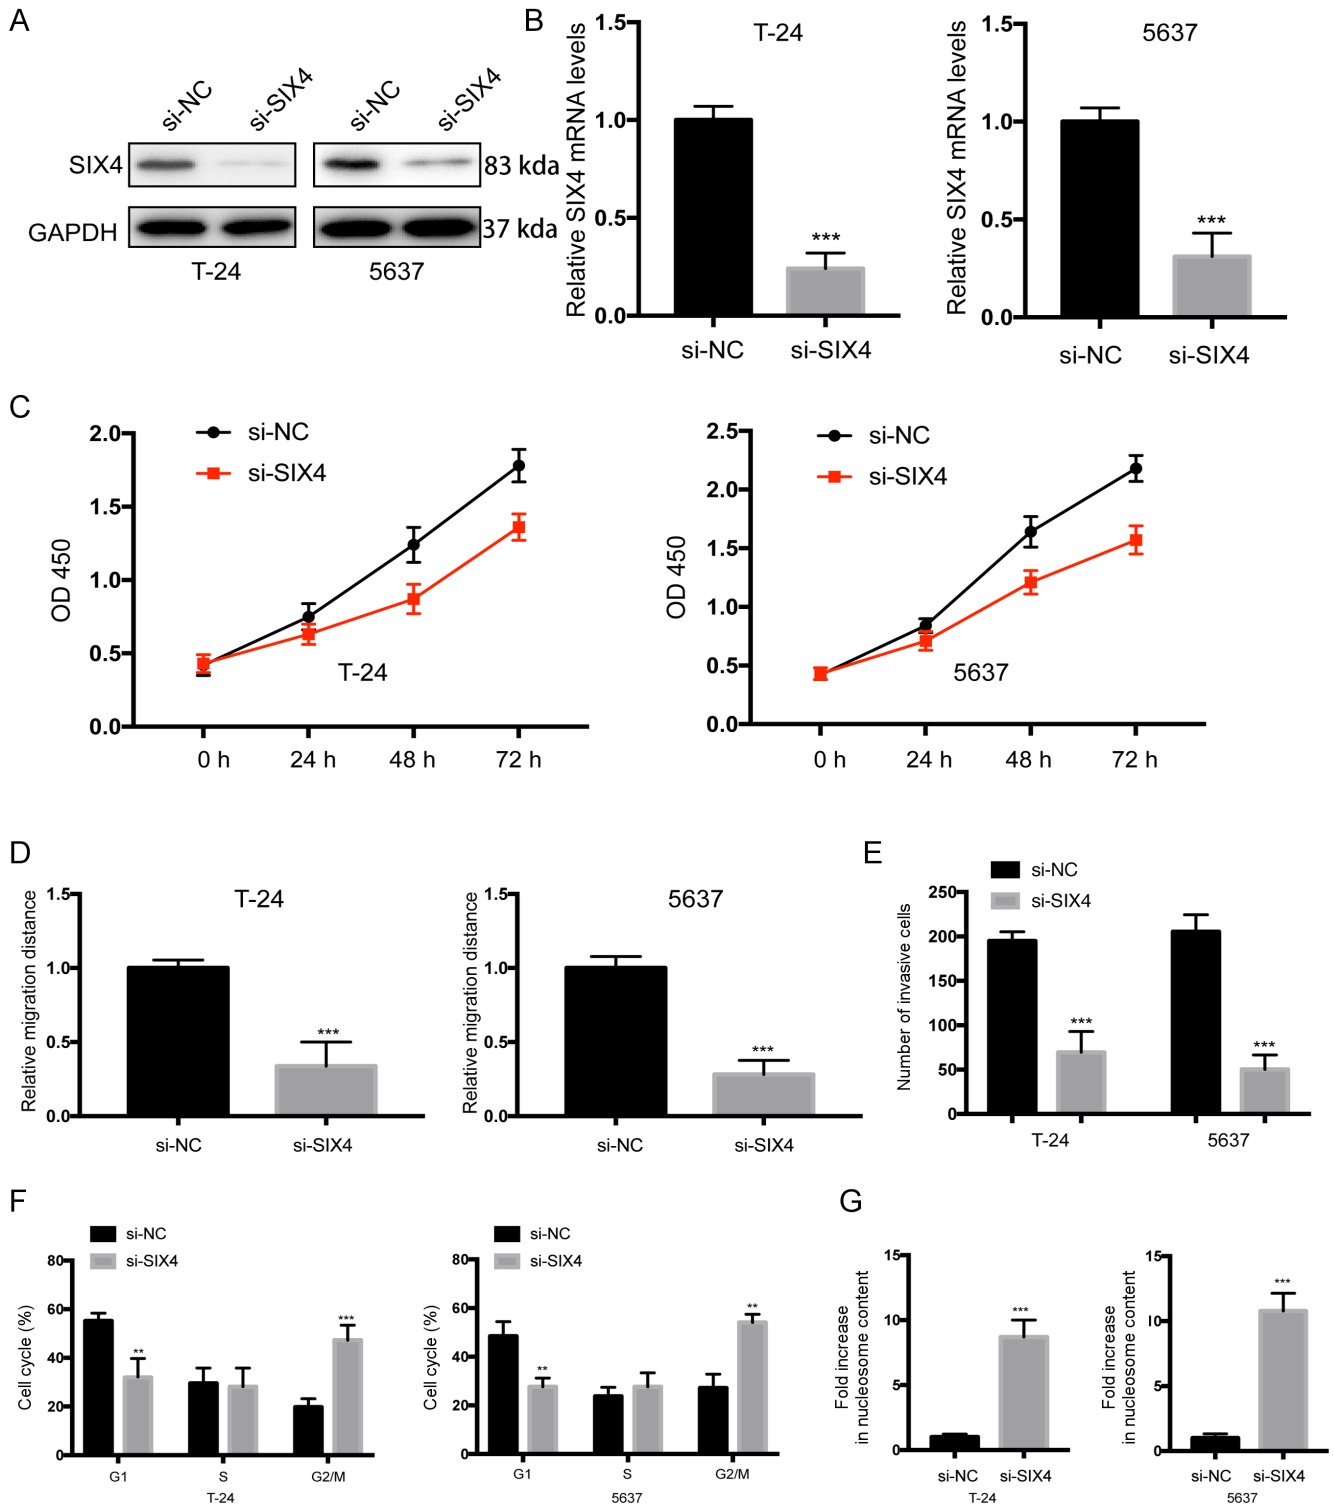 A
si-NC
si-SIX4
si-NC
si-SIX4
SIX4
83 kda
GAPDH
37 kda
T-24
5637
B
T-24
Relative SIX4 mRNA levels
1.5
1.0
0.5
0.0
***
si-NC
si-SIX4
5637
Relative SIX4 mRNA levels
1.5
1.0
0.5
0.0
***
si-NC
si-SIX4
C
si-NC
si-SIX4
OD 450
2.0
1.5
1.0
0.5
0.0
T-24
0 h
24 h
48 h
72 h
si-NC
si-SIX4
OD 450
2.5
2.0
1.5
1.0
0.5
0.0
5637
0 h
24 h
48 h
72 h
D
T-24
Relative migration distance
1.5
1.0
0.5
0.0
***
si-NC
si-SIX4
5637
Relative migration distance
1.5
1.0
0.5
0.0
***
si-NC
si-SIX4
E
si-NC
si-SIX4
Number of invasive cells
250
200
150
100
50
0
***
***
T-24
5637
F
si-NC
si-SIX4
Cell cycle (%)
80
60
40
20
0
**
***
G1
S
G2/M
T-24
si-NC
si-SIX4
Cell cycle (%)
80
60
40
20
0
**
**
G1
S
G2/M
5637
G
Fold increase
in nucleosome content
15
10
5
0
***
si-NC
si-SIX4
T-24
Fold increase
in nucleosome content
15
10
5
0
***
si-NC
si-SIX4
5637